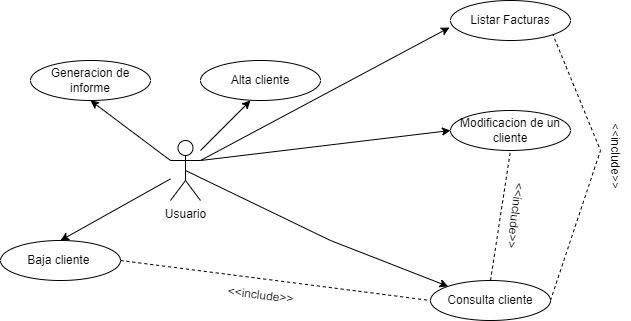 Listar Facturas
Generacion de
informe
Alta cliente
Modificacion de un
cliente
<<include>>
<<include>>
Usuario
Baja cliente
<<include>>
Consulta cliente